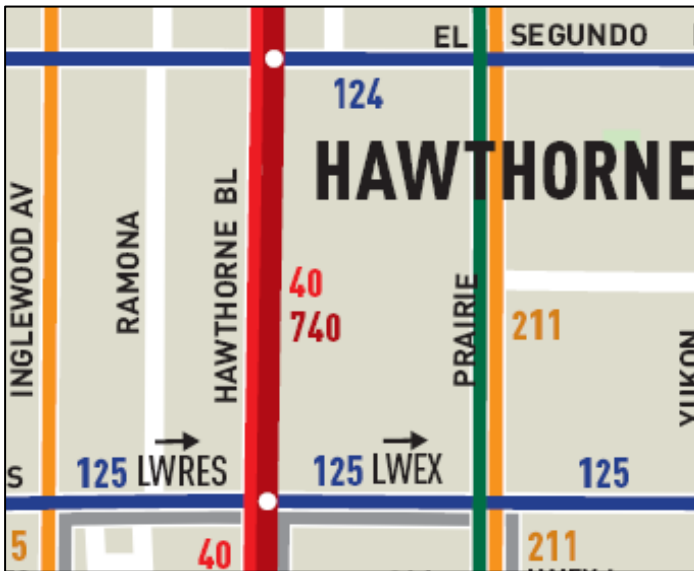 EL SEGUNDO
124
HAWTHORNE
INGLEWOOD AV
RAMONA
HAWTHORNE BL
40
740
PRAIRIE
211
YUKON
S
125 LWRES
125 LWEX
125
5
40
211